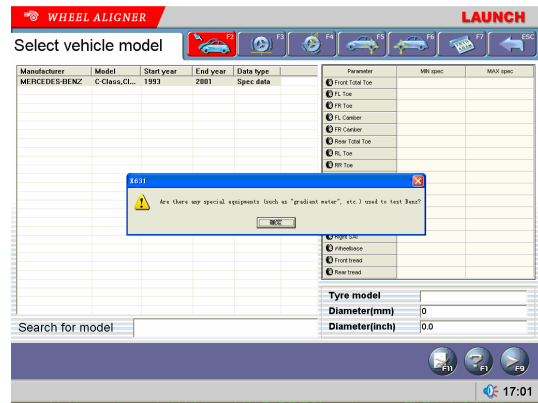 WHEEL ALIGNER
LAUNCH
Select vehicle model
F2 F3 F4 F5 F6 F7 ESC
Manufacturer Model Start year End year Data type
MERCEDES-BENZ C-Class,Cl... 1993 2001 Spec data
Parameter MIN spec MAX spec
Front Total Toe
FL Toe
FR Toe
FL Camber
FR Camber
Rear Total Toe
RL Toe
RR Toe
X631
Are there any special equipments (such as "gradient meter", etc.) used to test Benz?
确定
Right SAI
Wheelbase
Front tread
Rear tread
Tyre model
Diameter(mm) 0
Diameter(inch) 0.0
Search for model
F11 F1 F9
17:01